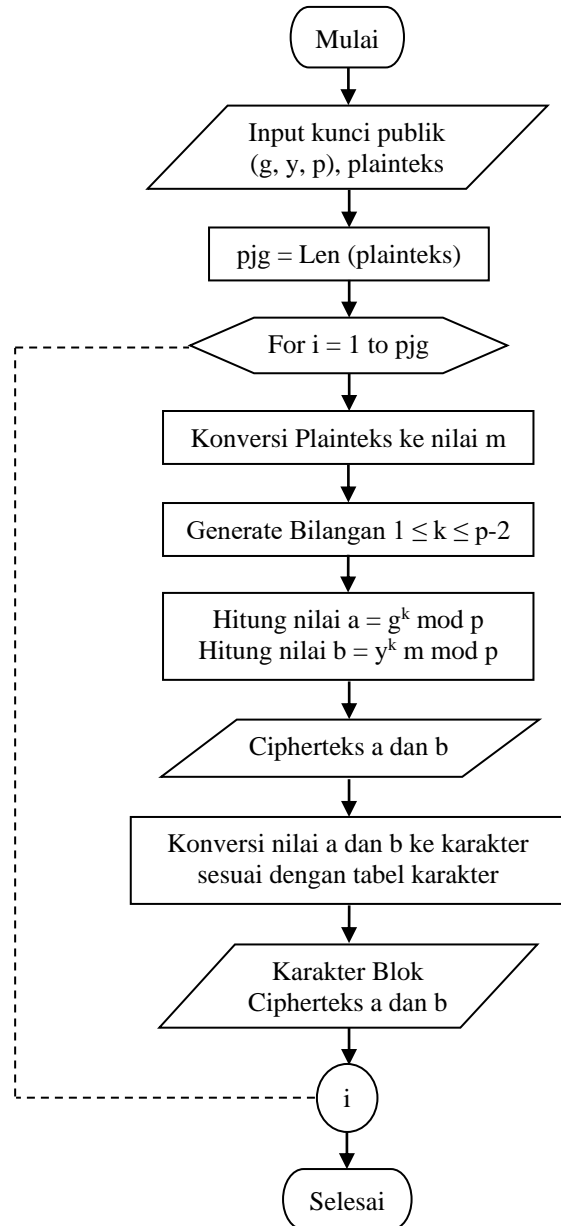 Mulai
Input kunci publik
(g, y, p), plainteks
pjg = Len (plainteks)
For i = 1 to pjg
Konversi Plainteks ke nilai m
Generate Bilangan 1 ≤ k ≤ p-2
Hitung nilai a = gᵏ mod p
Hitung nilai b = yᵏ m mod p
Cipherteks a dan b
Konversi nilai a dan b ke karakter
sesuai dengan tabel karakter
Karakter Blok
Cipherteks a dan b
i
Selesai